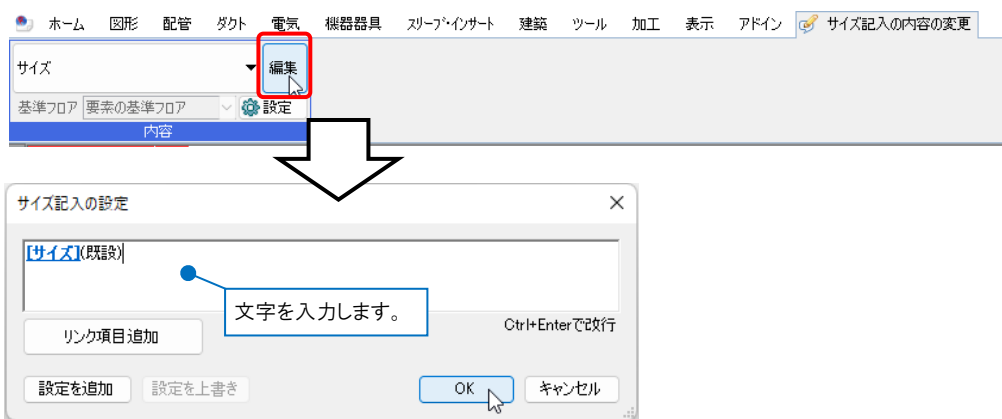 ホーム 図形 配管 ダクト 電気 機器器具 スリーブ・インサート 建築 ツール 加工 表示 アドイン サイズ記入の内容の変更
サイズ 編集
基準フロア 要素の基準フロア 設定
内容
サイズ記入の設定
[サイズ](既設)
文字を入力します。
リンク項目追加 Ctrl+Enterで改行
設定を追加 設定を上書き OK キャンセル